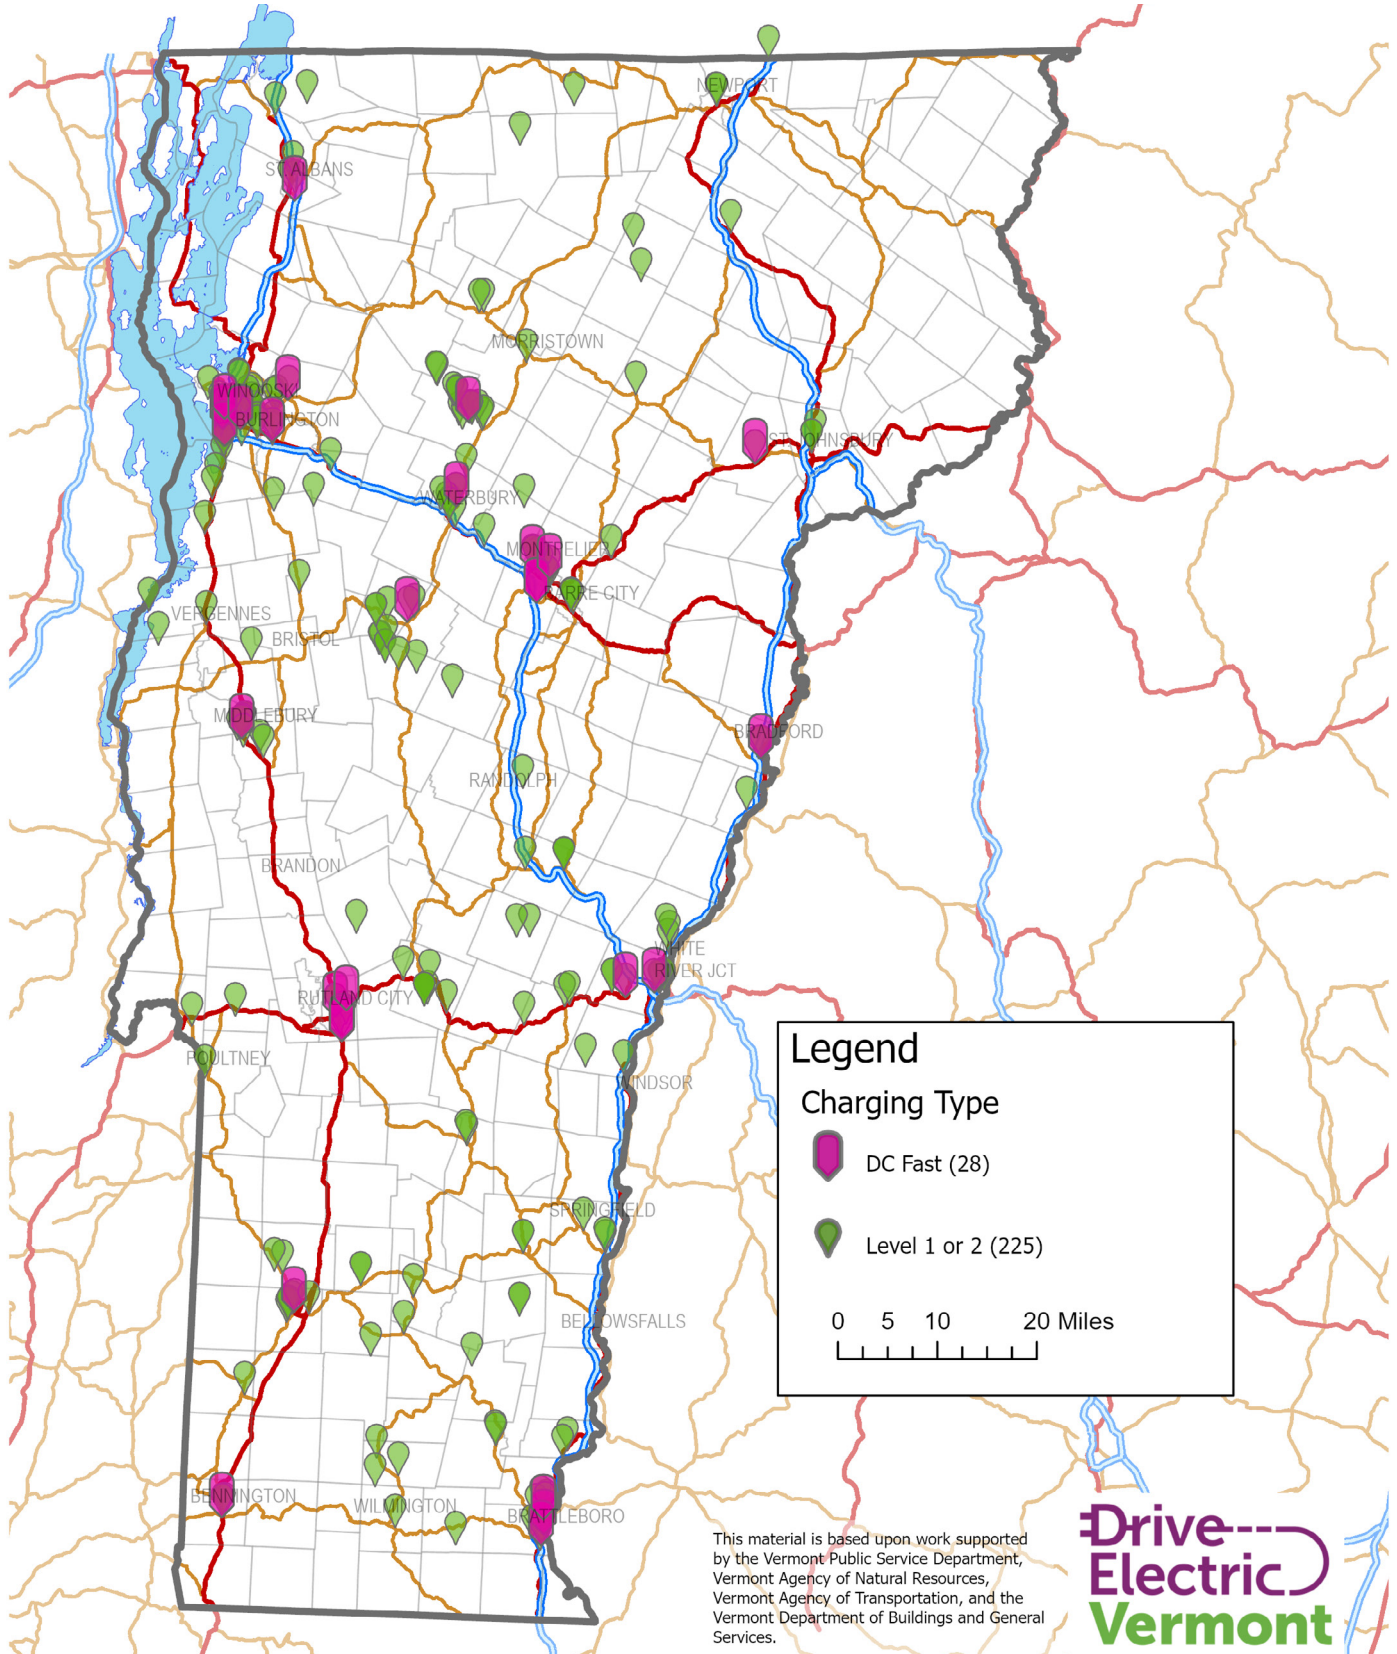 NEWPORT
ST ALBANS
MORRISTOWN
WINOOSKI
BURLINGTON
ST JOHNSBURY
WATERBURY
MONTPELIER
BARRE CITY
VERGENNES
BRISTOL
MIDDLEBURY
BRADFORD
RANDOLPH
BRANDON
WHITE
RIVER JCT
RUTLAND CITY
POULTNEY
WINDSOR
SPRINGFIELD
BELLOWSFALLS
BENNINGTON
WILMINGTON
BRATTLEBORO
Legend
Charging Type
DC Fast (28)
Level 1 or 2 (225)
0 5 10 20 Miles
This material is based upon work supported
by the Vermont Public Service Department,
Vermont Agency of Natural Resources,
Vermont Agency of Transportation, and the
Vermont Department of Buildings and General
Services.
Drive
Electric
Vermont